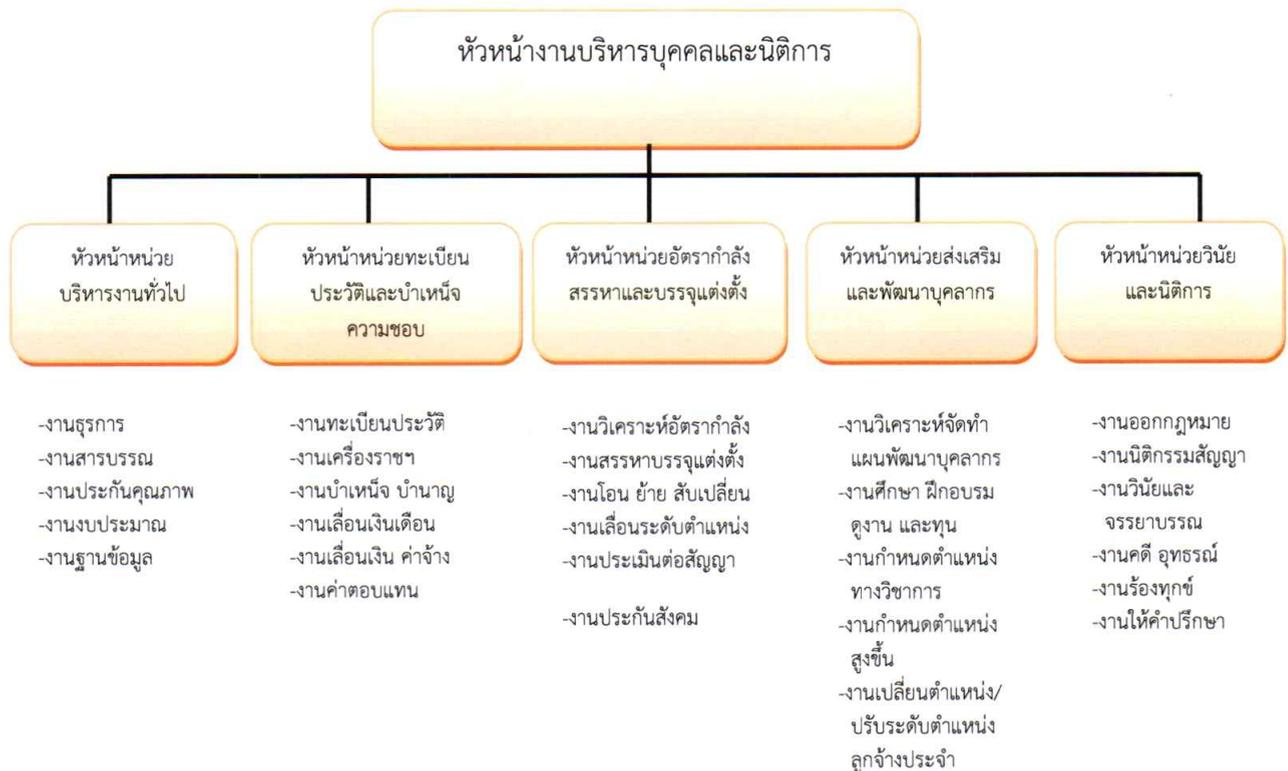 หัวหน้างานบริหารบุคคลและนิติการ
หัวหน้าหน่วย
บริหารงานทั่วไป
หัวหน้าหน่วยทะเบียน
ประวัติและบำเหน็จ
ความชอบ
หัวหน้าหน่วยอัตรากำลัง
สรรหาและบรรจุแต่งตั้ง
หัวหน้าหน่วยส่งเสริม
และพัฒนาบุคลากร
หัวหน้าหน่วยวินัย
และนิติการ
-งานธุรการ
-งานสารบรรณ
-งานประกันคุณภาพ
-งานงบประมาณ
-งานฐานข้อมูล
-งานทะเบียนประวัติ
-งานเครื่องราชฯ
-งานบำเหน็จ บำนาญ
-งานเลื่อนเงินเดือน
-งานเลื่อนเงิน ค่าจ้าง
-งานค่าตอบแทน
-งานวิเคราะห์อัตรากำลัง
-งานสรรหาบรรจุแต่งตั้ง
-งานโอน ย้าย สับเปลี่ยน
-งานเลื่อนระดับตำแหน่ง
-งานประเมินต่อสัญญา
-งานประกันสังคม
-งานวิเคราะห์จัดทำ
แผนพัฒนาบุคลากร
-งานศึกษา ฝึกอบรม
ดูงาน และทุน
-งานกำหนดตำแหน่ง
ทางวิชาการ
-งานกำหนดตำแหน่ง
สูงขึ้น
-งานเปลี่ยนตำแหน่ง/
ปรับระดับตำแหน่ง
ลูกจ้างประจำ
-งานออกกฎหมาย
-งานนิติกรรมสัญญา
-งานวินัยและ
จรรยาบรรณ
-งานคดี อุทธรณ์
-งานร้องทุกข์
-งานให้คำปรึกษา